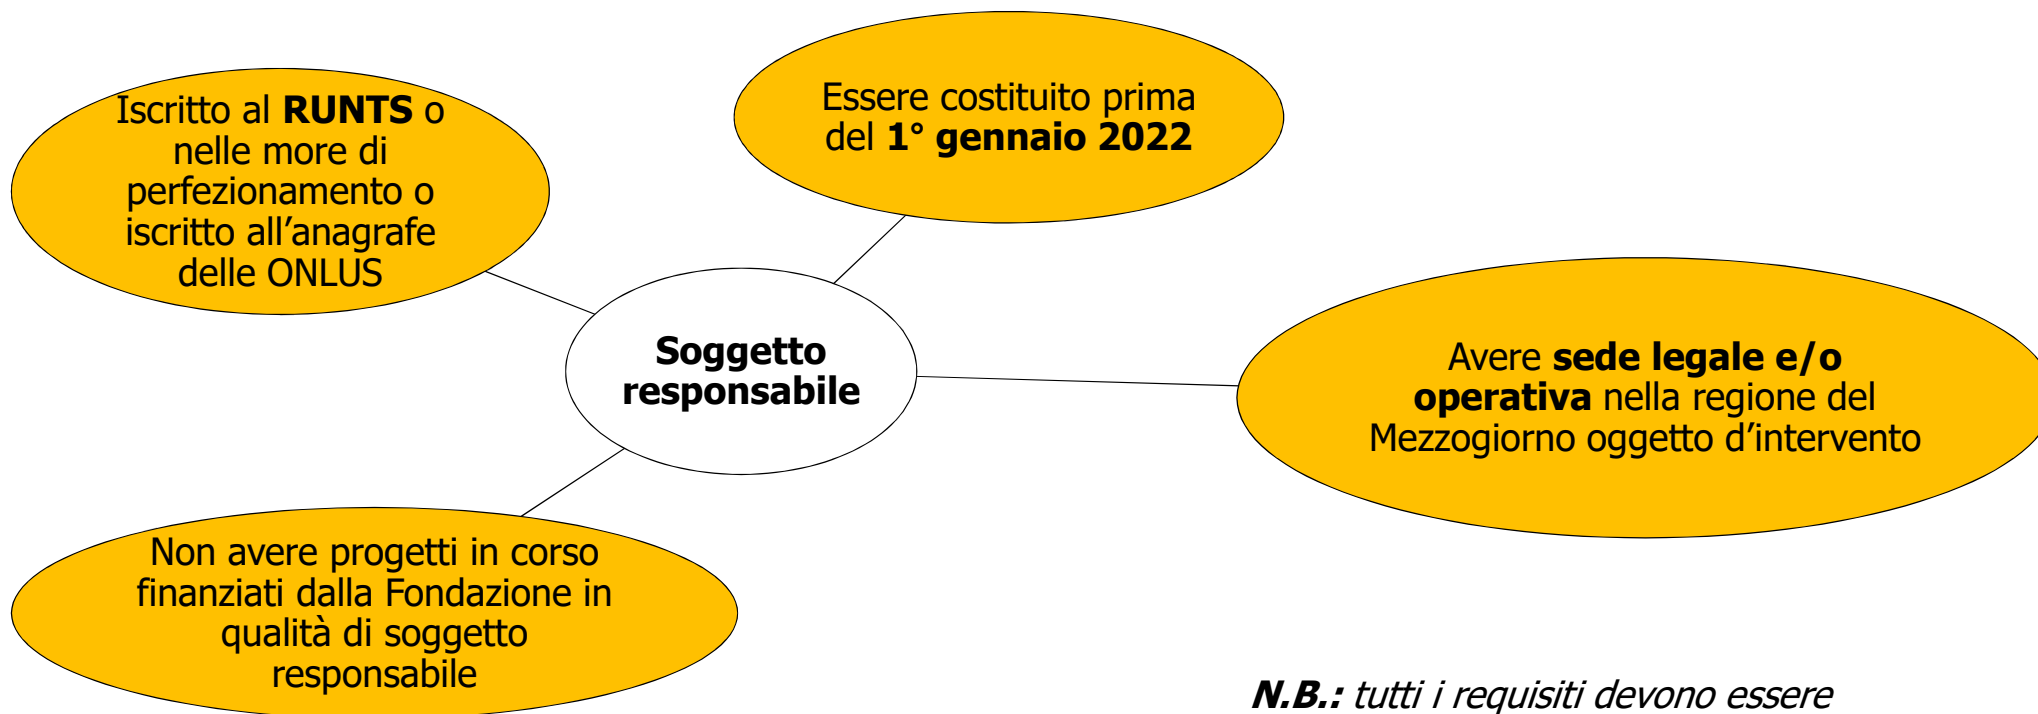 Iscritto al RUNTS o
nelle more di
perfezionamento o
iscritto all’anagrafe
delle ONLUS
Essere costituito prima
del 1° gennaio 2022
Soggetto
responsabile
Avere sede legale e/o
operativa nella regione del
Mezzogiorno oggetto d’intervento
Non avere progetti in corso
finanziati dalla Fondazione in
qualità di soggetto
responsabile
N.B.: tutti i requisiti devono essere